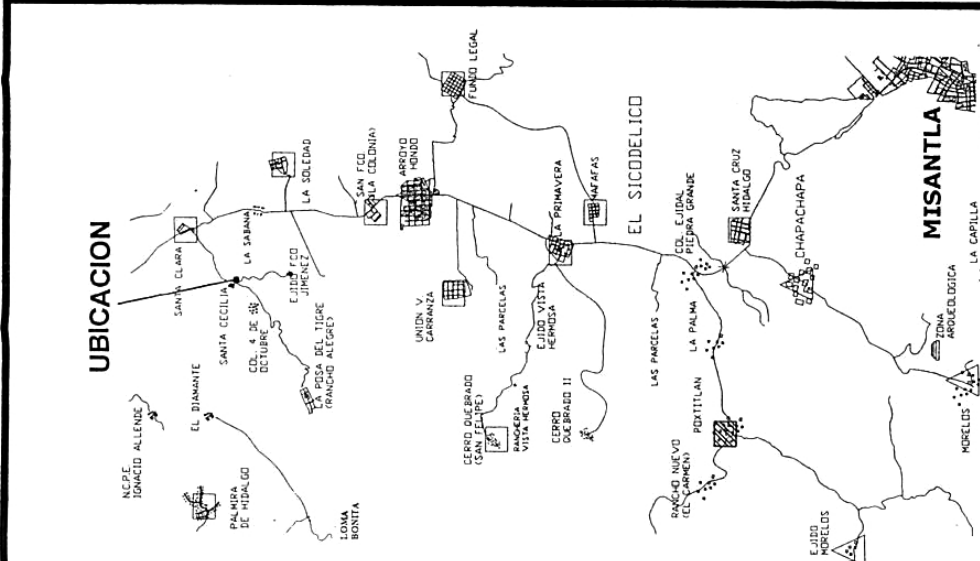 UBICACION
SANTA CLARA
LA SABANA
LA SOLEDAD
SAN FCO.
(LA COLONIA)
ARROYO
HONDO
FUNDO LEGAL
SANTA CECILIA
EJIDO FCO
JIMENEZ
COL. 4 DE
OCTUBRE
LA POSA DEL TIGRE
(RANCHO ALEGRE)
N.C.P.E.
IGNACIO ALLENDE
EL DIAMANTE
PALMIRA
DE HIDALGO
LOMA
BONITA
UNION V.
CARRANZA
LAS PARCELAS
EJIDO VISTA
HERMOSA
LA PRIMAVERA
NAFAFAS
EL SICODELICO
CERRO QUEBRADO
(SAN FELIPE)
RANCHERIA
VISTA HERMOSA
CERRO
QUEBRADO II
LAS PARCELAS
LA PALMA
COL. EJIDAL
PIEDRA GRANDE
SANTA CRUZ
HIDALGO
CHAPACHAPA
MISANTLA
POXTITLAN
RANCHO NUEVO
(EL CARMEN)
EJIDO
MORELOS
MORELOS
ZONA
ARQUEOLOGICA
LA CAPILLA